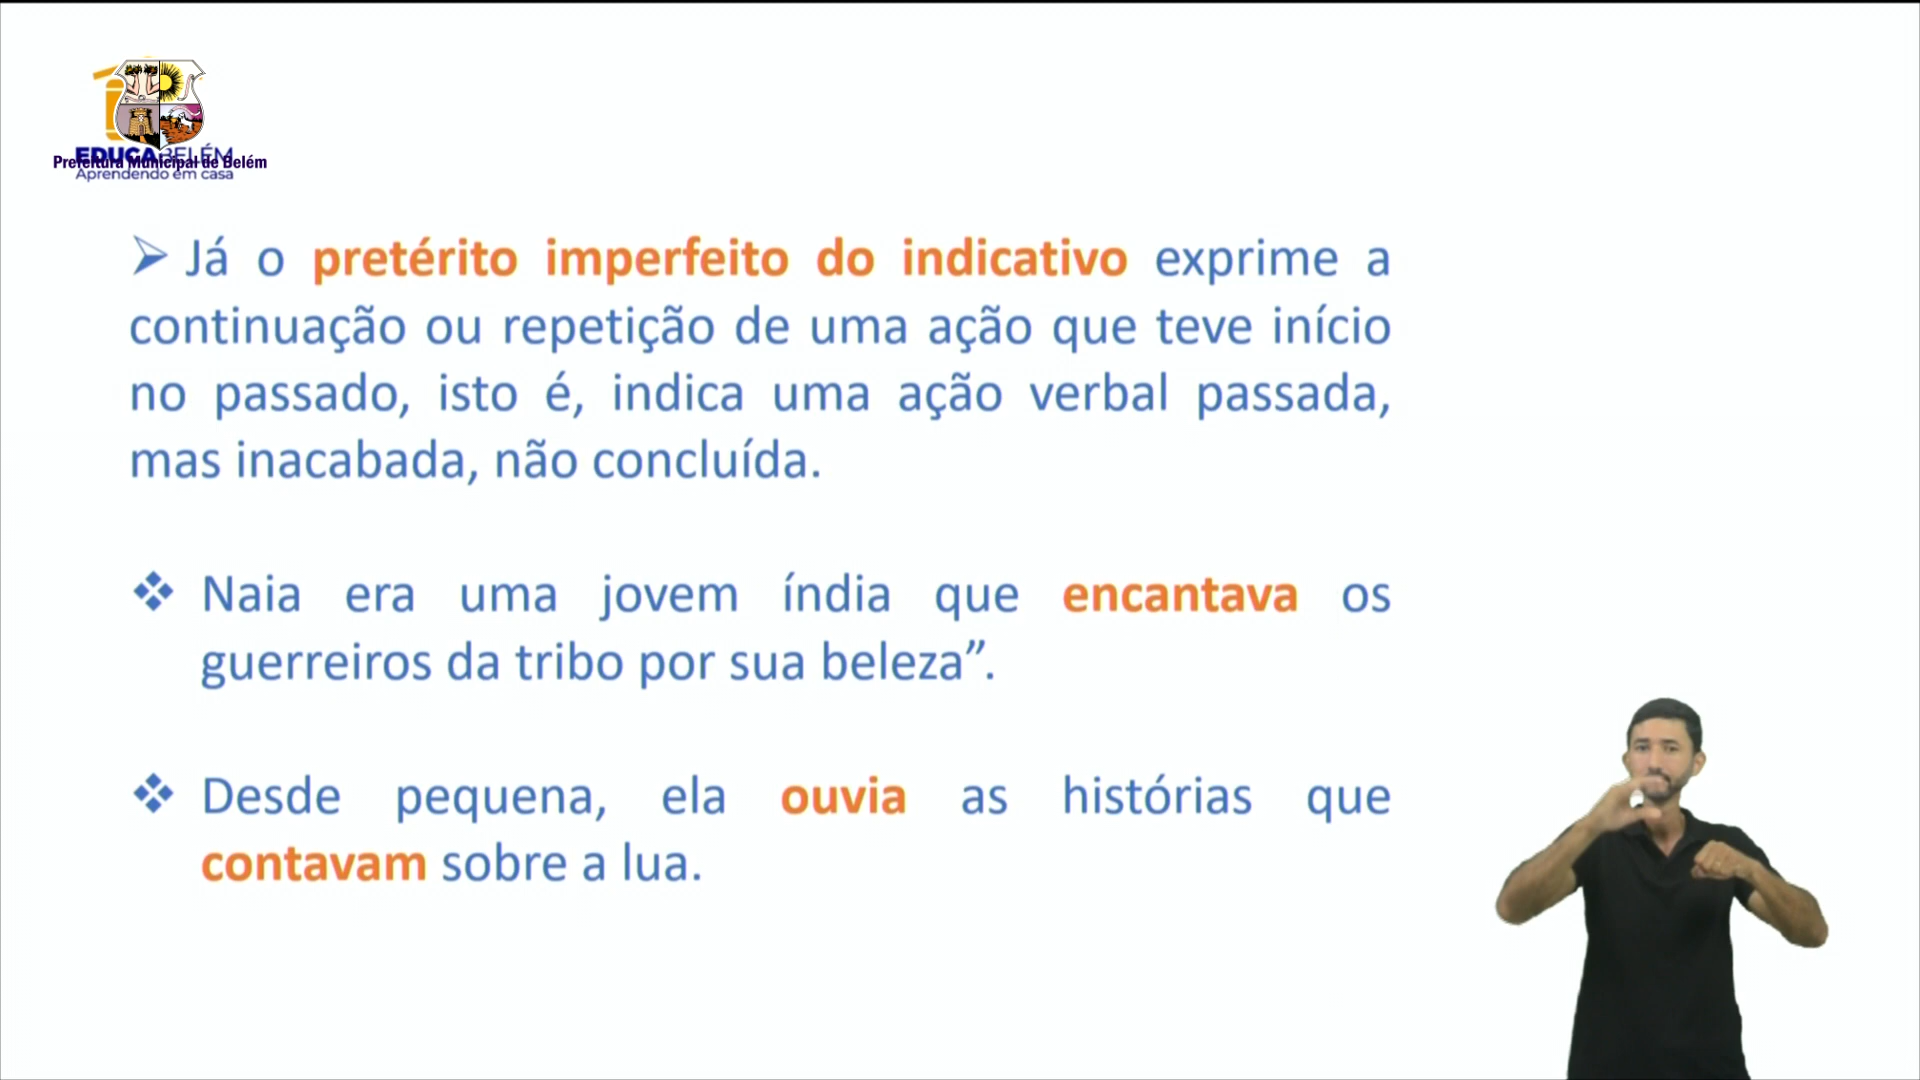 EDUCABELÉM
Prefeitura Municipal de Belém
Aprendendo em casa
➢ Já o pretérito imperfeito do indicativo exprime a
continuação ou repetição de uma ação que teve início
no passado, isto é, indica uma ação verbal passada,
mas inacabada, não concluída.
❖ Naia era uma jovem índia que encantava os
guerreiros da tribo por sua beleza”.
❖ Desde pequena, ela ouvia as histórias que
contavam sobre a lua.